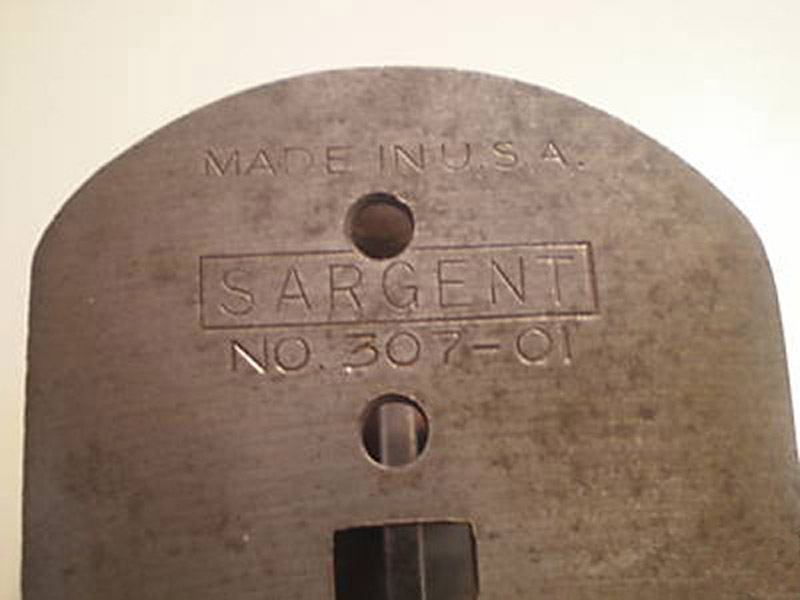 MADE IN U.S.A.
SARGENT
NO. 307-01